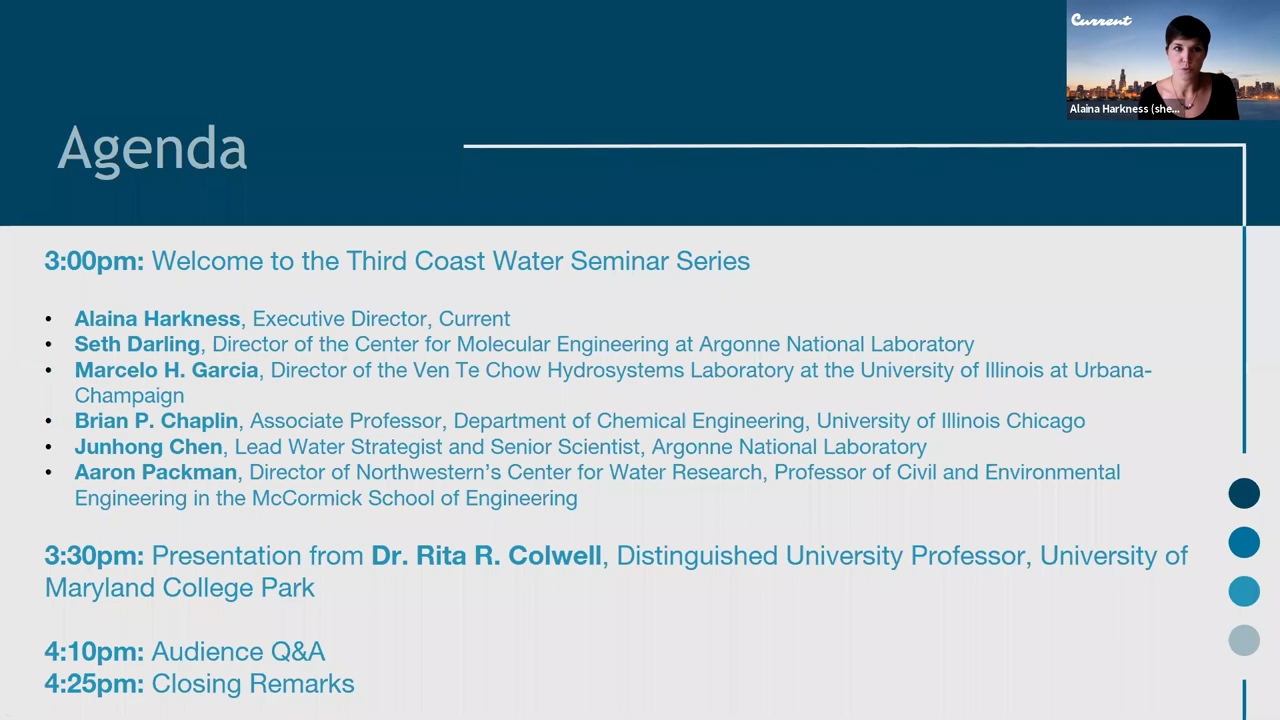 Current
Alaina Harkness (she...
Agenda
3:00pm: Welcome to the Third Coast Water Seminar Series
• Alaina Harkness, Executive Director, Current
• Seth Darling, Director of the Center for Molecular Engineering at Argonne National Laboratory
• Marcelo H. Garcia, Director of the Ven Te Chow Hydrosystems Laboratory at the University of Illinois at Urbana-
Champaign
• Brian P. Chaplin, Associate Professor, Department of Chemical Engineering, University of Illinois Chicago
• Junhong Chen, Lead Water Strategist and Senior Scientist, Argonne National Laboratory
• Aaron Packman, Director of Northwestern’s Center for Water Research, Professor of Civil and Environmental
Engineering in the McCormick School of Engineering
3:30pm: Presentation from Dr. Rita R. Colwell, Distinguished University Professor, University of
Maryland College Park
4:10pm: Audience Q&A
4:25pm: Closing Remarks